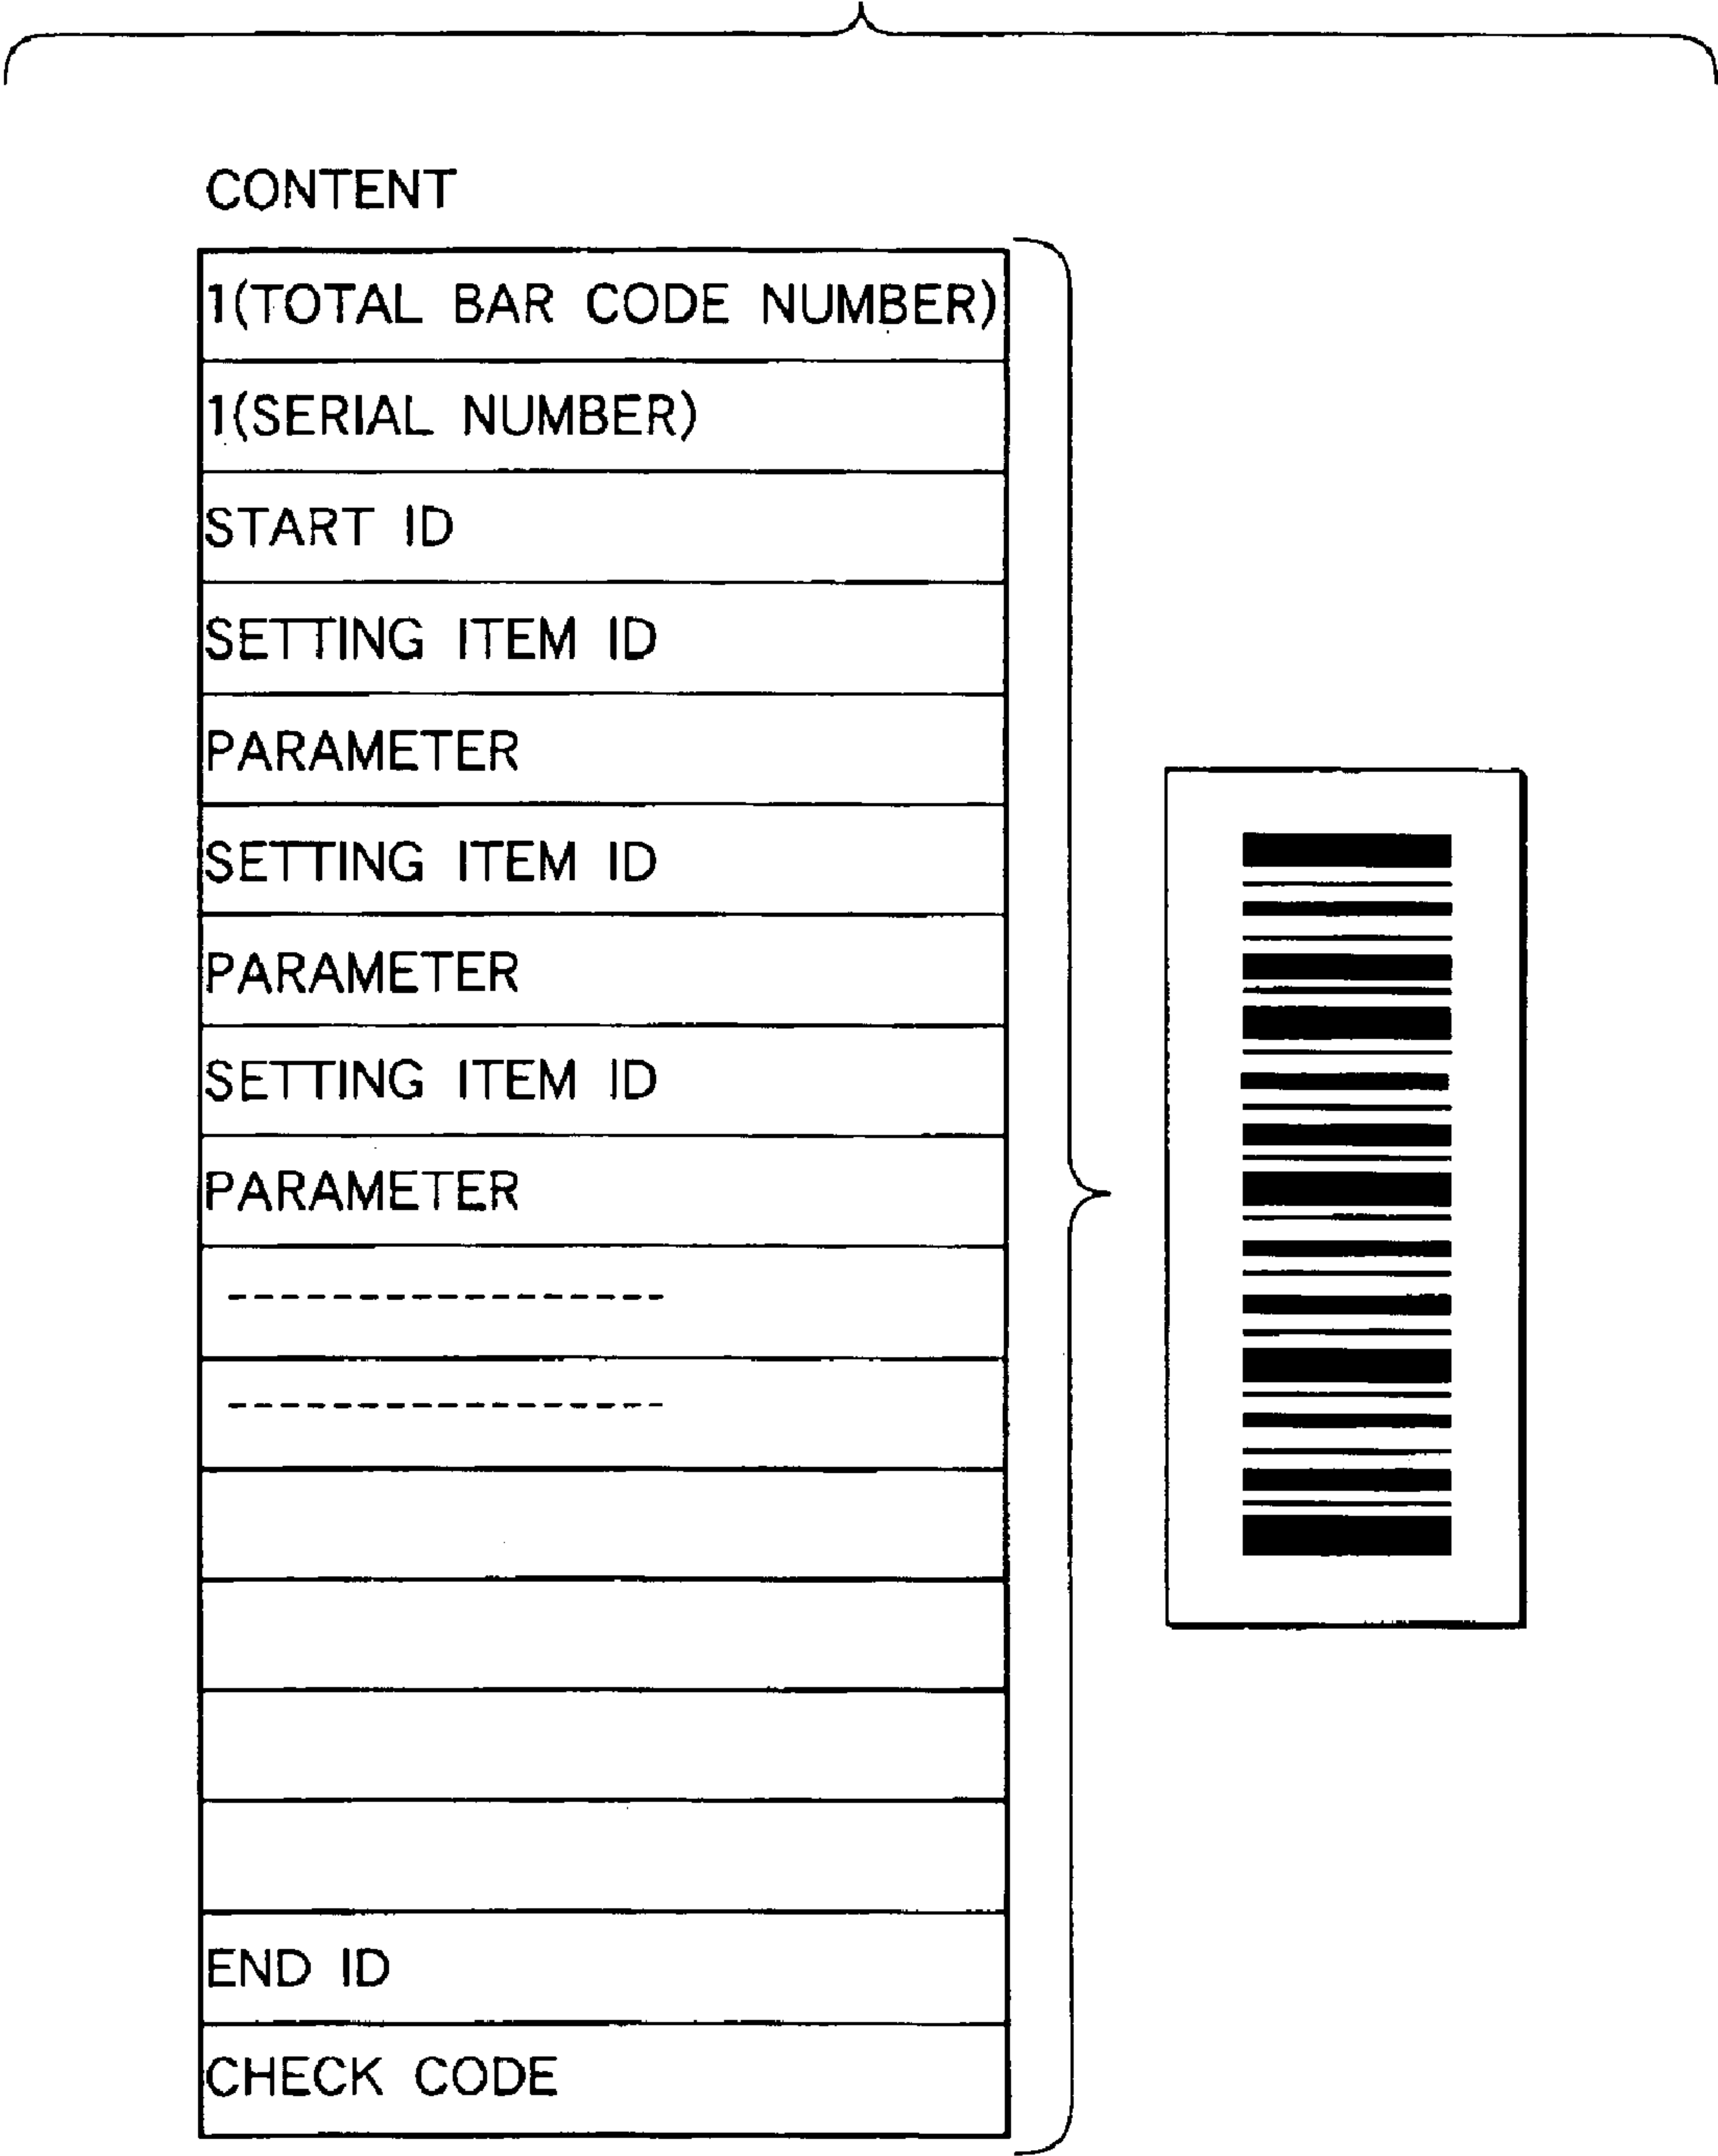 CONTENT
1(TOTAL BAR CODE NUMBER)
1(SERIAL NUMBER)
START ID
SETTING ITEM ID
PARAMETER
SETTING ITEM ID
PARAMETER
SETTING ITEM ID
PARAMETER
END ID
CHECK CODE